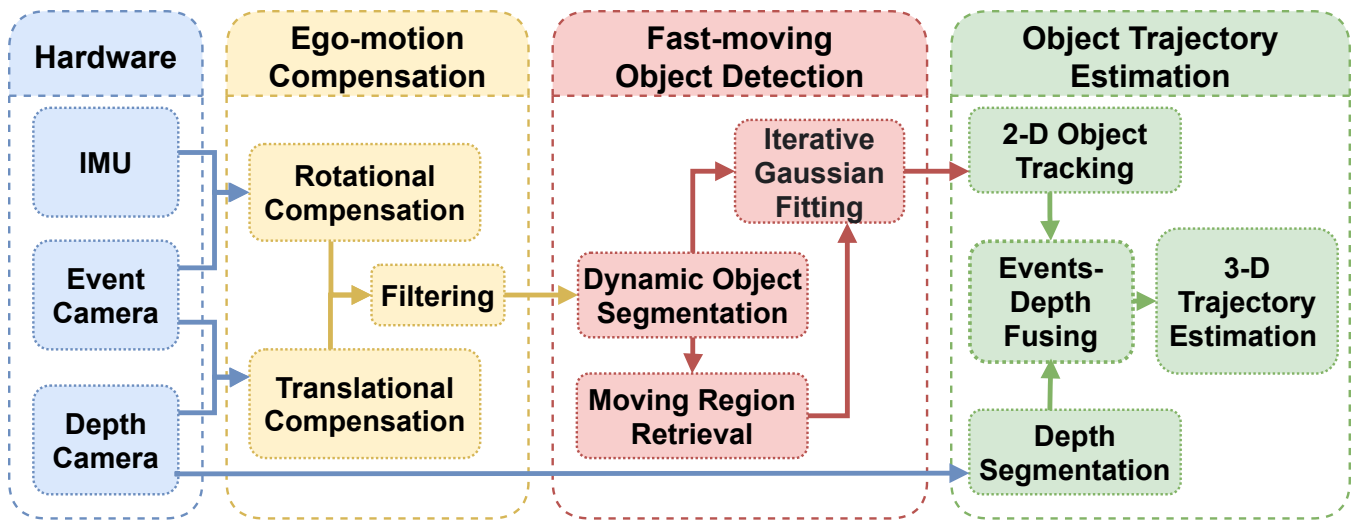 Hardware
IMU
Event
Camera
Depth
Camera
Ego-motion
Compensation
Rotational
Compensation
Filtering
Translational
Compensation
Fast-moving
Object Detection
Iterative
Gaussian
Fitting
Dynamic Object
Segmentation
Moving Region
Retrieval
Object Trajectory
Estimation
2-D Object
Tracking
Events-
Depth
Fusing
3-D
Trajectory
Estimation
Depth
Segmentation